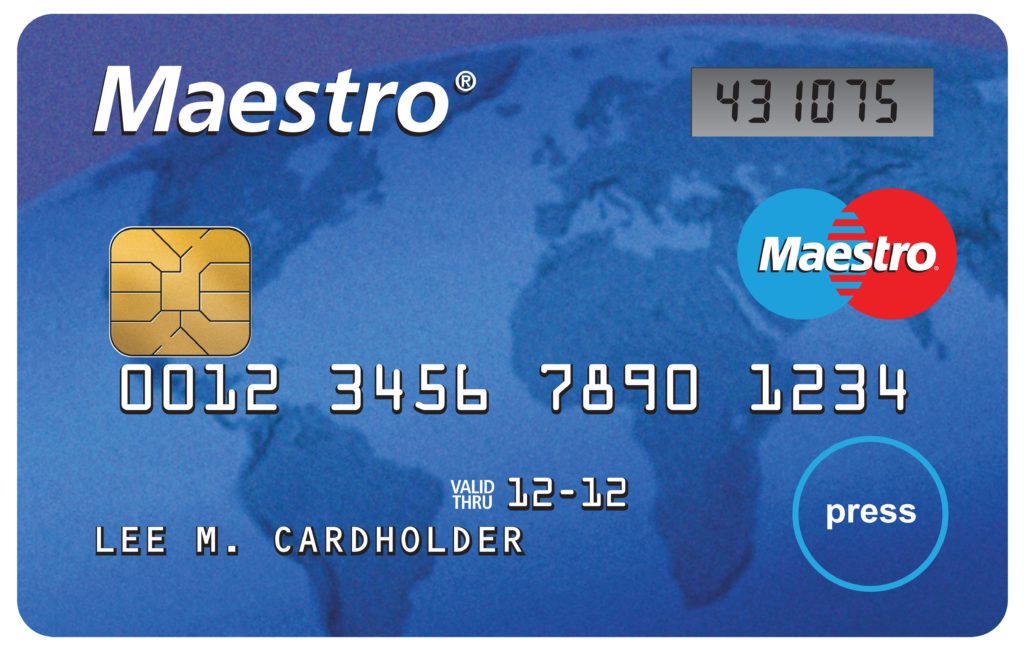 Maestro®
431075
Maestro®
0012 3456 7890 1234
VALID THRU 12-12
LEE M. CARDHOLDER
press